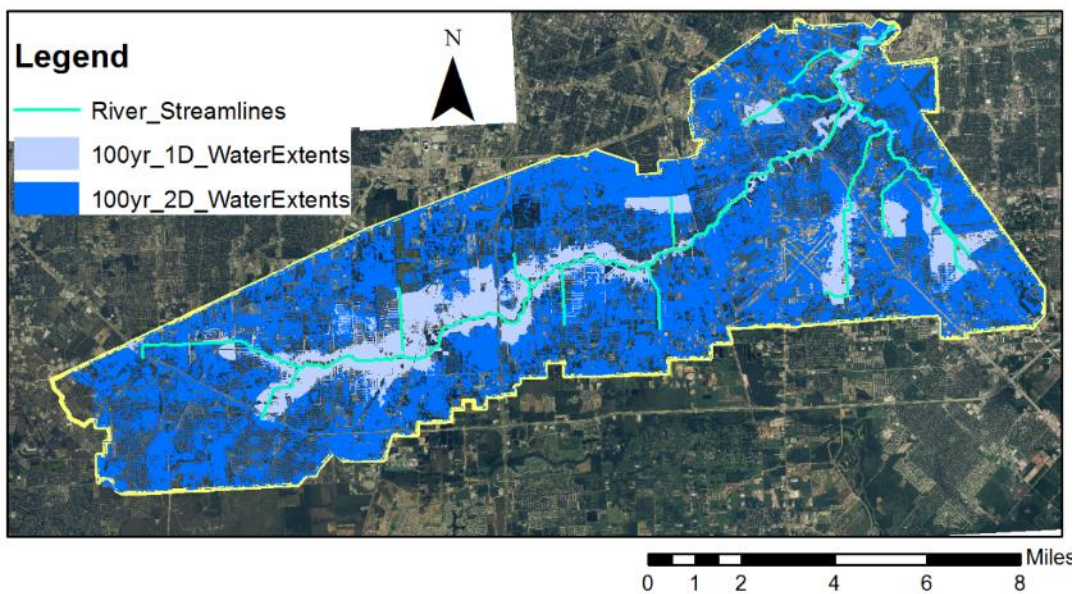 Legend
River_Streamlines
100yr_1D_WaterExtents
100yr_2D_WaterExtents
N
Miles
0 1 2 4 6 8